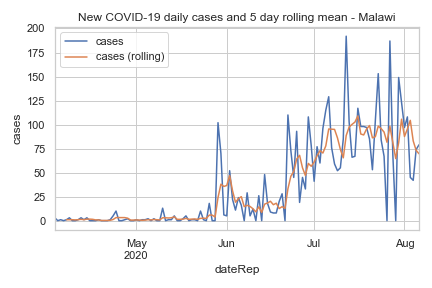 New COVID-19 daily cases and 5 day rolling mean - Malawi
200
cases
cases (rolling)
175
150
125
100
75
50
25
0
cases
May
2020
Jun
Jul
Aug
dateRep